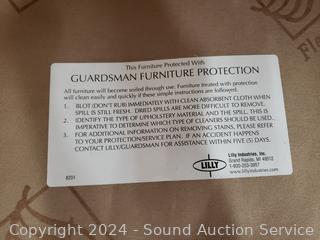 This Furniture Protected With
GUARDSMAN FURNITURE PROTECTION
All furniture will become soiled through use. Furniture treated with protection
will clean easily and quickly if these simple instructions are followed.
1. BLOT (DON'T RUB) IMMEDIATELY WITH CLEAN ABSORBENT CLOTH WHEN
SPILL IS STILL FRESH. DRIED SPILLS ARE MORE DIFFICULT TO REMOVE.
2. IDENTIFY THE TYPE OF UPHOLSTERY MATERIAL AND THE SPILL. THIS IS
IMPERATIVE TO DETERMINE WHICH TYPE OF CLEANERS SHOULD BE USED.
3. FOR ADDITIONAL INFORMATION ON REMOVING STAINS, PLEASE REFER
TO YOUR PROTECTION/SERVICE PLAN. IF AN ACCIDENT HAPPENS
CONTACT LILLY/GUARDSMAN FOR ASSISTANCE WITHIN FIVE (5) DAYS.
LILLY
Lilly Industries, Inc.
Grand Rapids, MI 49512
1-800-253-3957
www.lillyindustries.com
8201
Copyright 2024 - Sound Auction Service